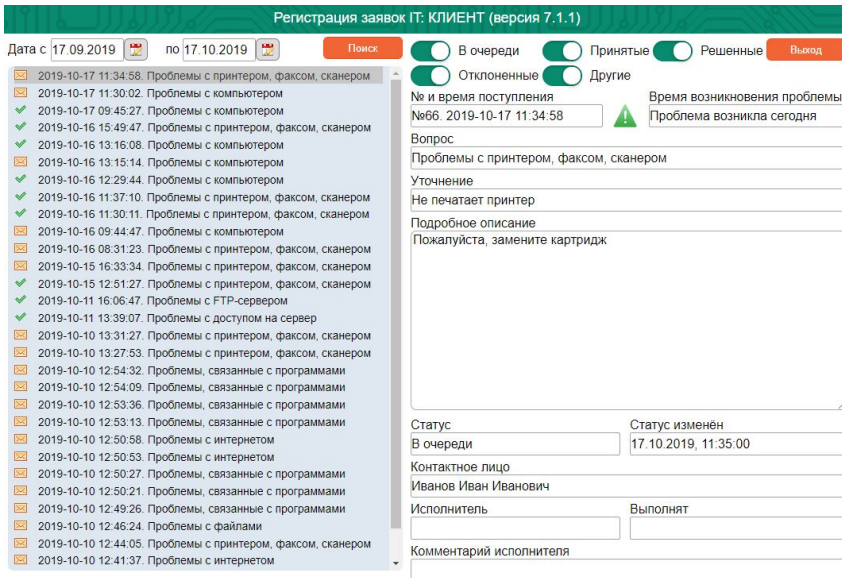 Регистрация заявок IT: КЛИЕНТ (версия 7.1.1)
Дата с 17.09.2019 по 17.10.2019 Поиск
2019-10-17 11:34:58. Проблемы с принтером, факсом, сканером
2019-10-17 11:30:02. Проблемы с компьютером
2019-10-17 09:45:27. Проблемы с компьютером
2019-10-16 15:49:47. Проблемы с принтером, факсом, сканером
2019-10-16 13:16:08. Проблемы с компьютером
2019-10-16 13:15:14. Проблемы с компьютером
2019-10-16 12:29:44. Проблемы с компьютером
2019-10-16 11:37:10. Проблемы с принтером, факсом, сканером
2019-10-16 11:30:11. Проблемы с принтером, факсом, сканером
2019-10-16 09:44:47. Проблемы с компьютером
2019-10-16 08:31:23. Проблемы с принтером, факсом, сканером
2019-10-15 16:33:34. Проблемы с принтером, факсом, сканером
2019-10-15 12:51:27. Проблемы с принтером, факсом, сканером
2019-10-11 16:06:47. Проблемы с FTP-сервером
2019-10-11 13:39:07. Проблемы с доступом на сервер
2019-10-10 13:31:27. Проблемы с принтером, факсом, сканером
2019-10-10 13:27:53. Проблемы с принтером, факсом, сканером
2019-10-10 12:54:32. Проблемы, связанные с программами
2019-10-10 12:54:09. Проблемы, связанные с программами
2019-10-10 12:53:36. Проблемы, связанные с программами
2019-10-10 12:53:13. Проблемы, связанные с программами
2019-10-10 12:50:58. Проблемы с интернетом
2019-10-10 12:50:53. Проблемы с интернетом
2019-10-10 12:50:27. Проблемы, связанные с программами
2019-10-10 12:50:21. Проблемы, связанные с программами
2019-10-10 12:49:26. Проблемы, связанные с программами
2019-10-10 12:46:24. Проблемы с файлами
2019-10-10 12:44:05. Проблемы с принтером, факсом, сканером
2019-10-10 12:41:37. Проблемы с интернетом
В очереди Принятые Решенные Выход
Отклоненные Другие
№ и время поступления Время возникновения проблемы
№66. 2019-10-17 11:34:58 Проблема возникла сегодня
Вопрос
Проблемы с принтером, факсом, сканером
Уточнение
Не печатает принтер
Подробное описание
Пожалуйста, замените картридж
Статус Статус изменён
В очереди 17.10.2019, 11:35:00
Контактное лицо
Иванов Иван Иванович
Исполнитель Выполнят
Комментарий исполнителя